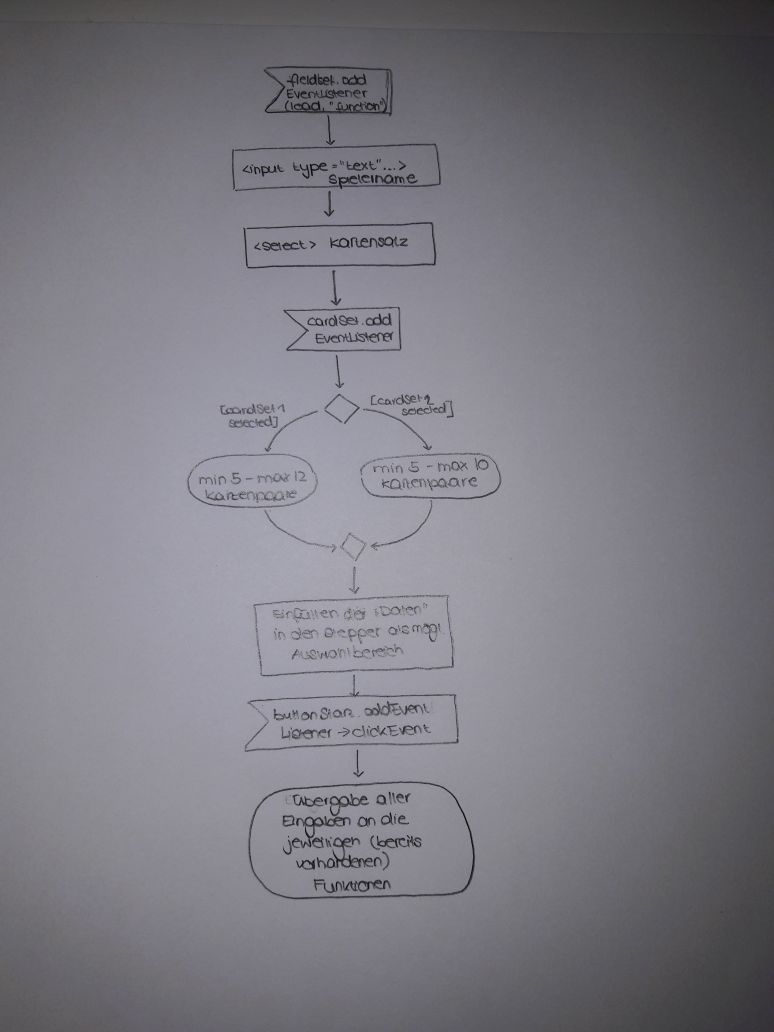 fieldset.add
EventListener
(load, "function")
<input type="text"...>
Spielername
<select> Kartensatz
cardSet.add
EventListener
[cardSet1
selected]
[cardSet2
selected]
min 5 - max 12
Kartenpaare
min 5 - max 10
Kartenpaare
Einfüllen der "Daten"
in den Stepper als mögl.
Auswahlbereich
buttonStart.addEvent
Listener -> clickEvent
Übergabe aller
Eingaben an die
jeweiligen (bereits
vorhandenen)
Funktionen